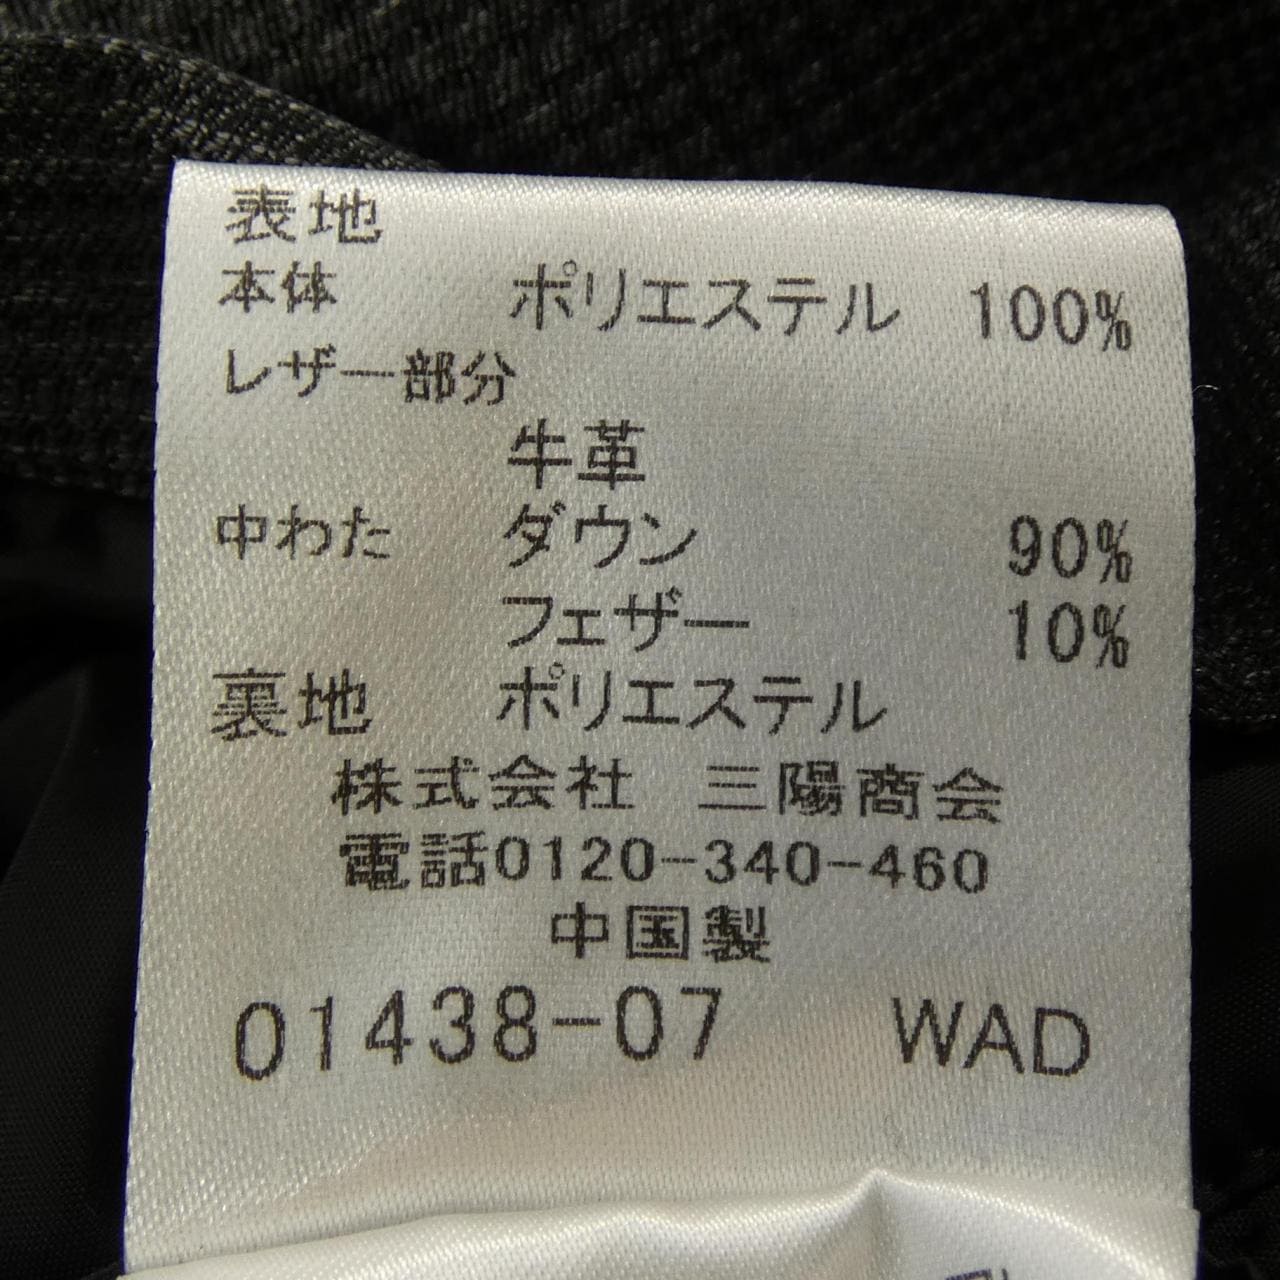 表地
本体 ポリエステル 100%
レザー部分
牛革
中わた ダウン 90%
フェザー 10%
裏地 ポリエステル
株式会社 三陽商会
電話0120-340-460
中国製
01438-07 WAD